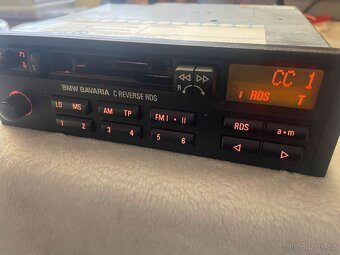 CC 1
I RDS T
R
BMW BAVARIA C REVERSE RDS
LO MS AM TP FM I • II RDS a•m
1 2 3 4 5 6